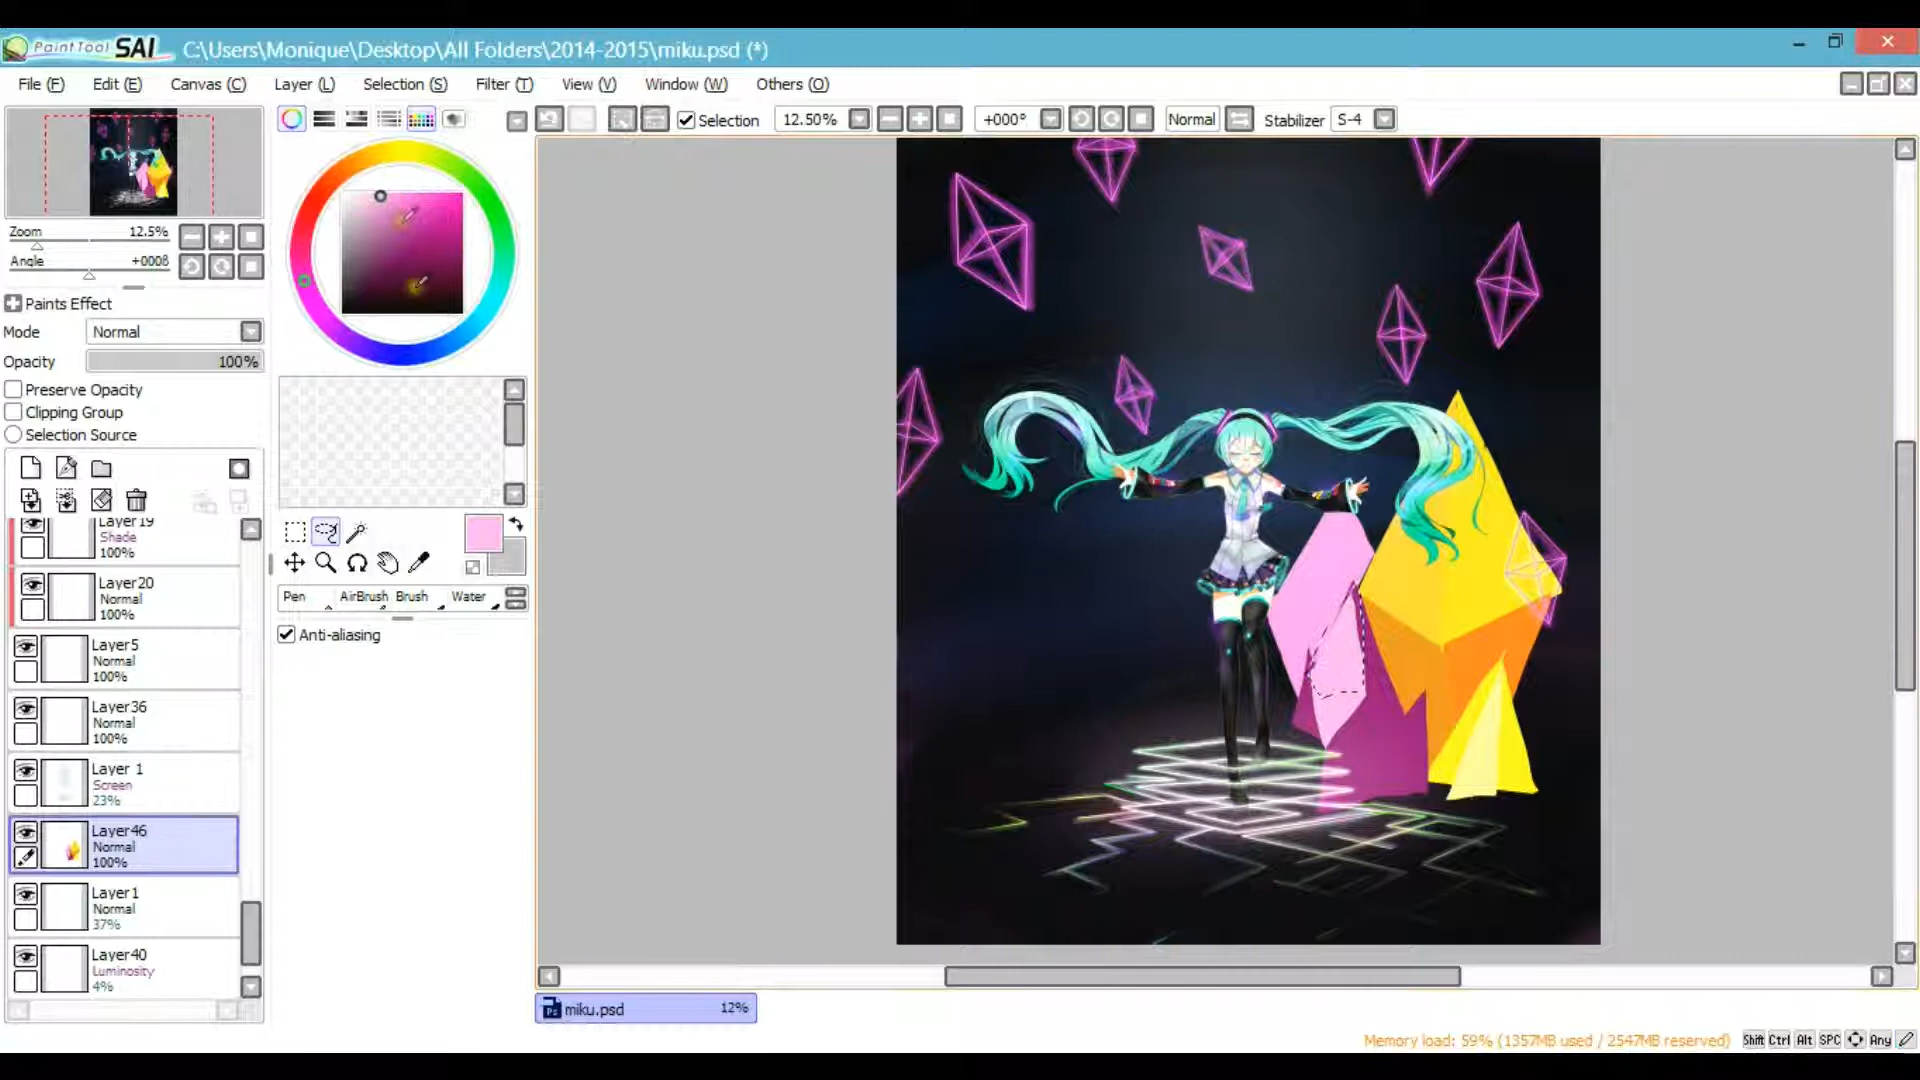 PaintTool SAI C:\Users\Monique\Desktop\All Folders\2014-2015\miku.psd (*)
File (F) Edit (E) Canvas (C) Layer (L) Selection (S) Filter (T) View (V) Window (W) Others (O)
Selection 12.50% +000° Normal Stabilizer S-4
Zoom 12.5%
Angle +000ß
Paints Effect
Mode Normal
Opacity 100%
Preserve Opacity
Clipping Group
Selection Source
Layer19
Shade
100%
Layer20
Normal
100%
Layer5
Normal
100%
Layer36
Normal
100%
Layer 1
Screen
23%
Layer46
Normal
100%
Layer1
Normal
37%
Layer40
Luminosity
4%
Pen AirBrush Brush Water
Anti-aliasing
Ps miku.psd 12%
Memory load: 59% (1357MB used / 2547MB reserved) Shift Ctrl Alt SPC Any